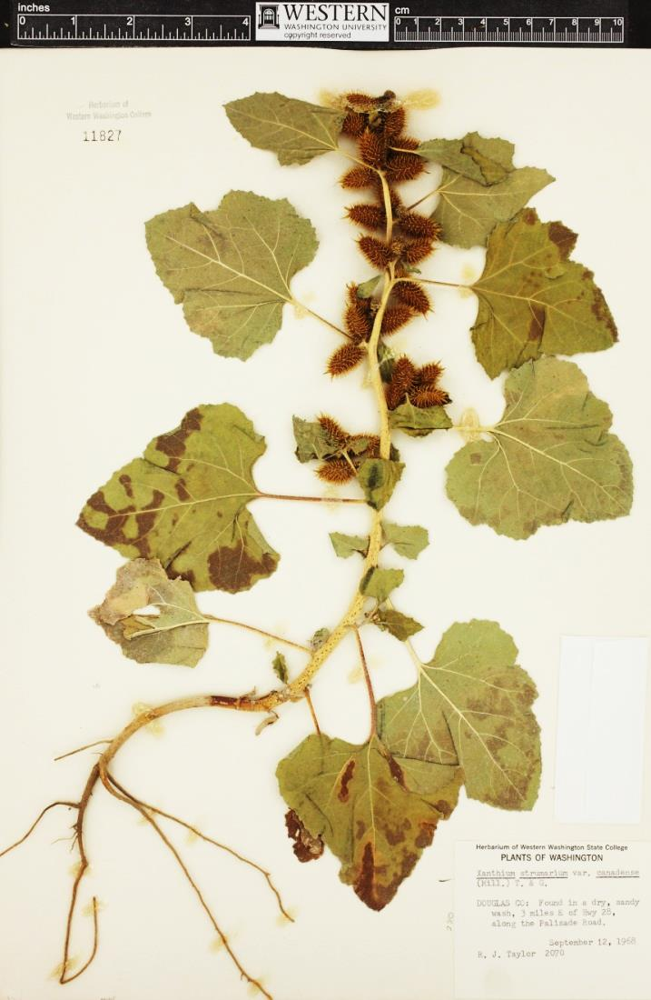 inches
1 2 3 4
WESTERN
WASHINGTON UNIVERSITY
copyright reserved
cm
1 2 3 4 5 6 7 8 9 10
Herbarium of
Western Washington College
11827
Herbarium of Western Washington State College
PLANTS OF WASHINGTON
Xanthium strumarium var. canadense
(Mill.) T. & G.
DOUGLAS CO: Found in a dry, sandy
wash, 3 miles E of Hwy 28,
along the Palisade Road.
September 12, 1968
R. J. Taylor 2070